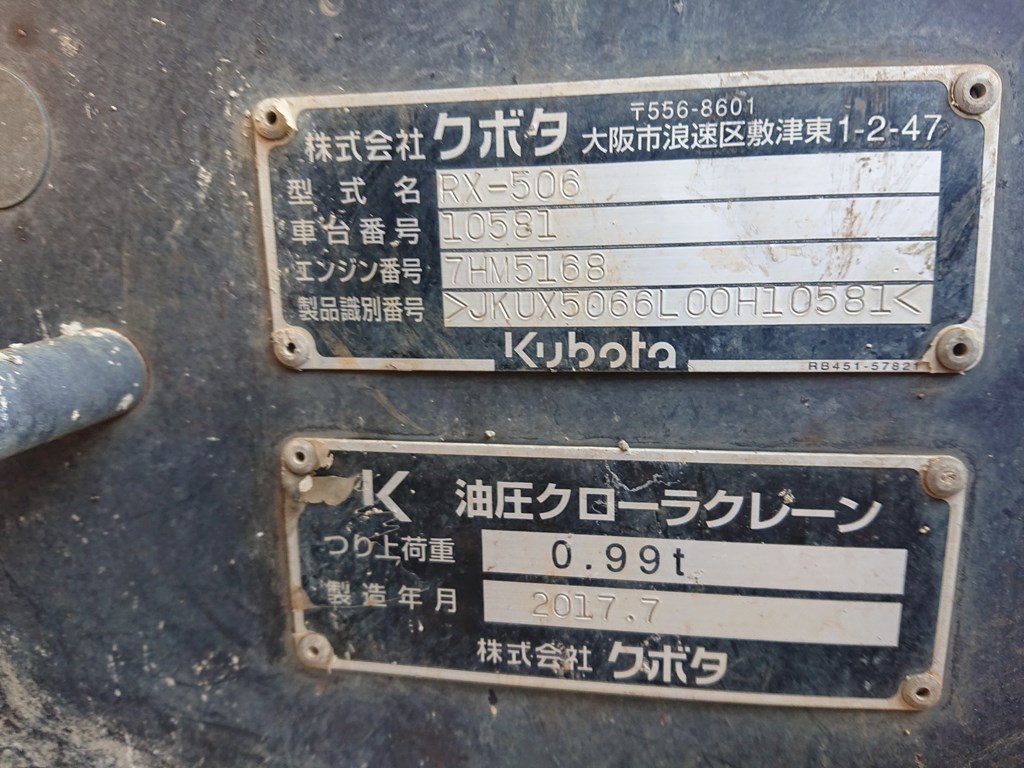 〒556-8601
株式会社クボタ 大阪市浪速区敷津東1-2-47
型式名 RX-506
車台番号 10581
エンジン番号 7HM5168
製品識別番号 >JKUX5066L00H10581<
Kubota
RB451-57821
K 油圧クローラクレーン
つり上荷重 0.99t
製造年月 2017.7
株式会社クボタ